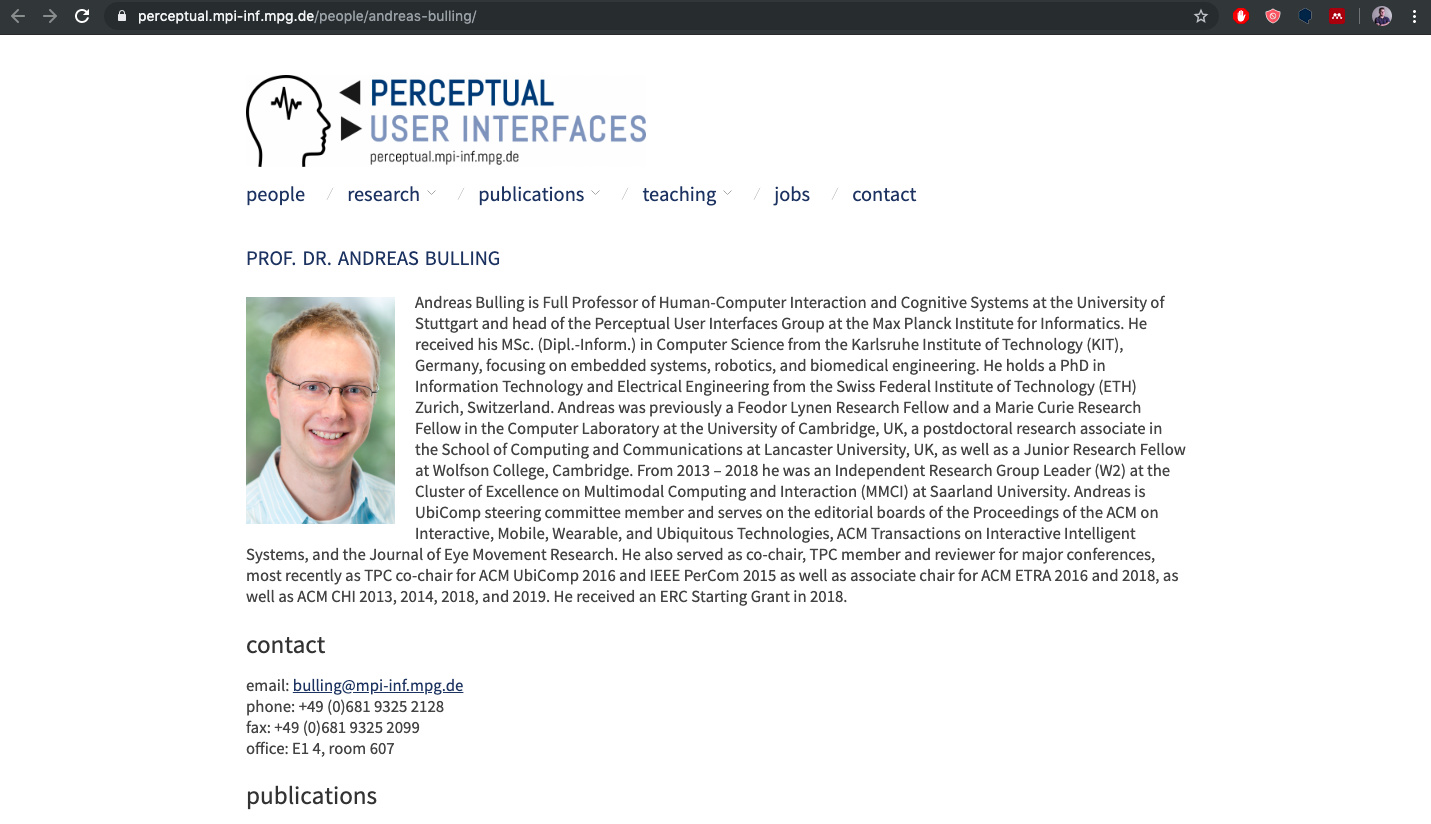 perceptual.mpi-inf.mpg.de/people/andreas-bulling/
PERCEPTUAL
USER INTERFACES
perceptual.mpi-inf.mpg.de
people / research / publications / teaching / jobs / contact
PROF. DR. ANDREAS BULLING
Andreas Bulling is Full Professor of Human-Computer Interaction and Cognitive Systems at the University of
Stuttgart and head of the Perceptual User Interfaces Group at the Max Planck Institute for Informatics. He
received his MSc. (Dipl.-Inform.) in Computer Science from the Karlsruhe Institute of Technology (KIT),
Germany, focusing on embedded systems, robotics, and biomedical engineering. He holds a PhD in
Information Technology and Electrical Engineering from the Swiss Federal Institute of Technology (ETH)
Zurich, Switzerland. Andreas was previously a Feodor Lynen Research Fellow and a Marie Curie Research
Fellow in the Computer Laboratory at the University of Cambridge, UK, a postdoctoral research associate in
the School of Computing and Communications at Lancaster University, UK, as well as a Junior Research Fellow
at Wolfson College, Cambridge. From 2013 – 2018 he was an Independent Research Group Leader (W2) at the
Cluster of Excellence on Multimodal Computing and Interaction (MMCI) at Saarland University. Andreas is
UbiComp steering committee member and serves on the editorial boards of the Proceedings of the ACM on
Interactive, Mobile, Wearable, and Ubiquitous Technologies, ACM Transactions on Interactive Intelligent
Systems, and the Journal of Eye Movement Research. He also served as co-chair, TPC member and reviewer for major conferences,
most recently as TPC co-chair for ACM UbiComp 2016 and IEEE PerCom 2015 as well as associate chair for ACM ETRA 2016 and 2018, as
well as ACM CHI 2013, 2014, 2018, and 2019. He received an ERC Starting Grant in 2018.
contact
email: bulling@mpi-inf.mpg.de
phone: +49 (0)681 9325 2128
fax: +49 (0)681 9325 2099
office: E1 4, room 607
publications